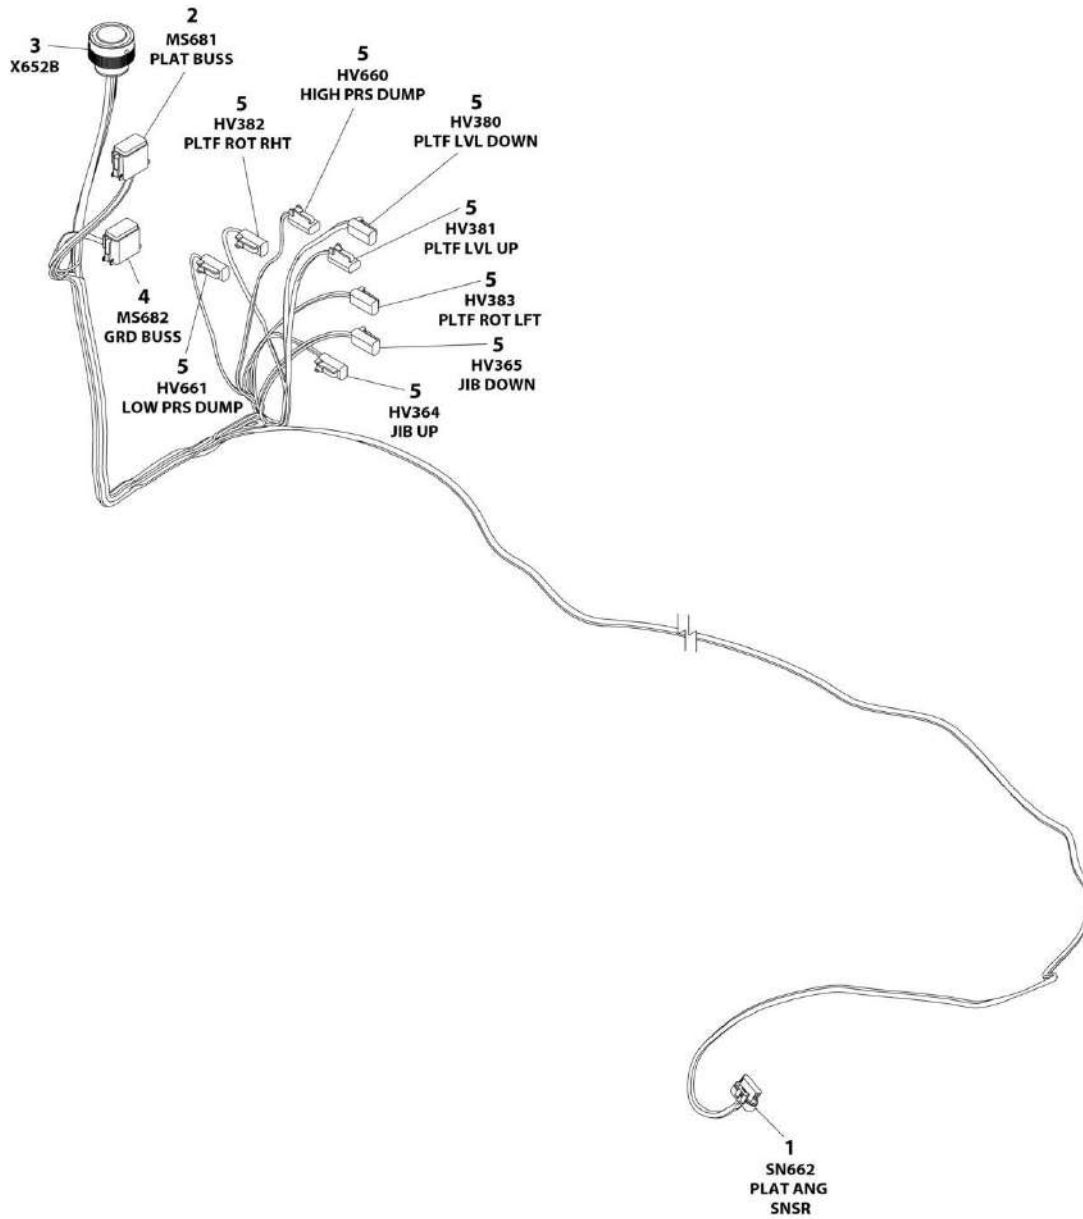 2
MS681
PLAT BUSS
3
X652B
5
HV660
HIGH PRS DUMP
5
HV382
PLTF ROT RHT
5
HV380
PLTF LVL DOWN
5
HV381
PLTF LVL UP
5
HV383
PLTF ROT LFT
4
MS682
GRD BUSS
5
HV365
JIB DOWN
5
HV661
LOW PRS DUMP
5
HV364
JIB UP
1
SN662
PLAT ANG
SNSR